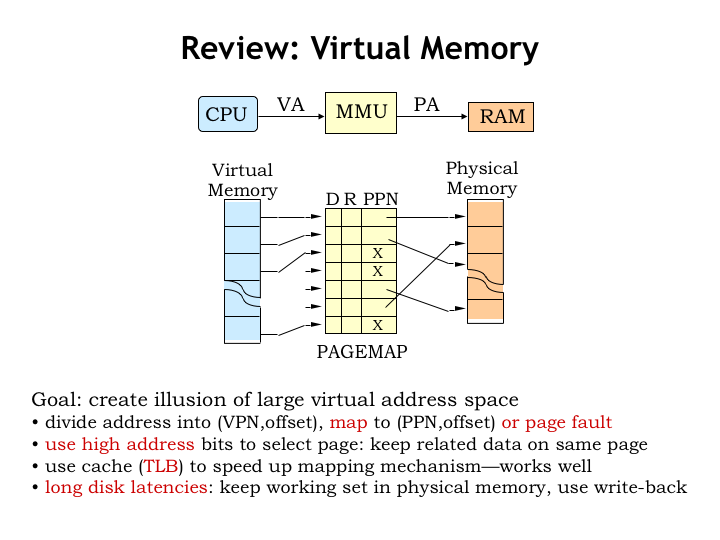 Review: Virtual Memory
CPU
VA
MMU
PA
RAM
Virtual
Memory
Physical
Memory
D R PPN
X
X
X
PAGEMAP
Goal: create illusion of large virtual address space
• divide address into (VPN,offset), map to (PPN,offset) or page fault
• use high address bits to select page: keep related data on same page
• use cache (TLB) to speed up mapping mechanism—works well
• long disk latencies: keep working set in physical memory, use write-back